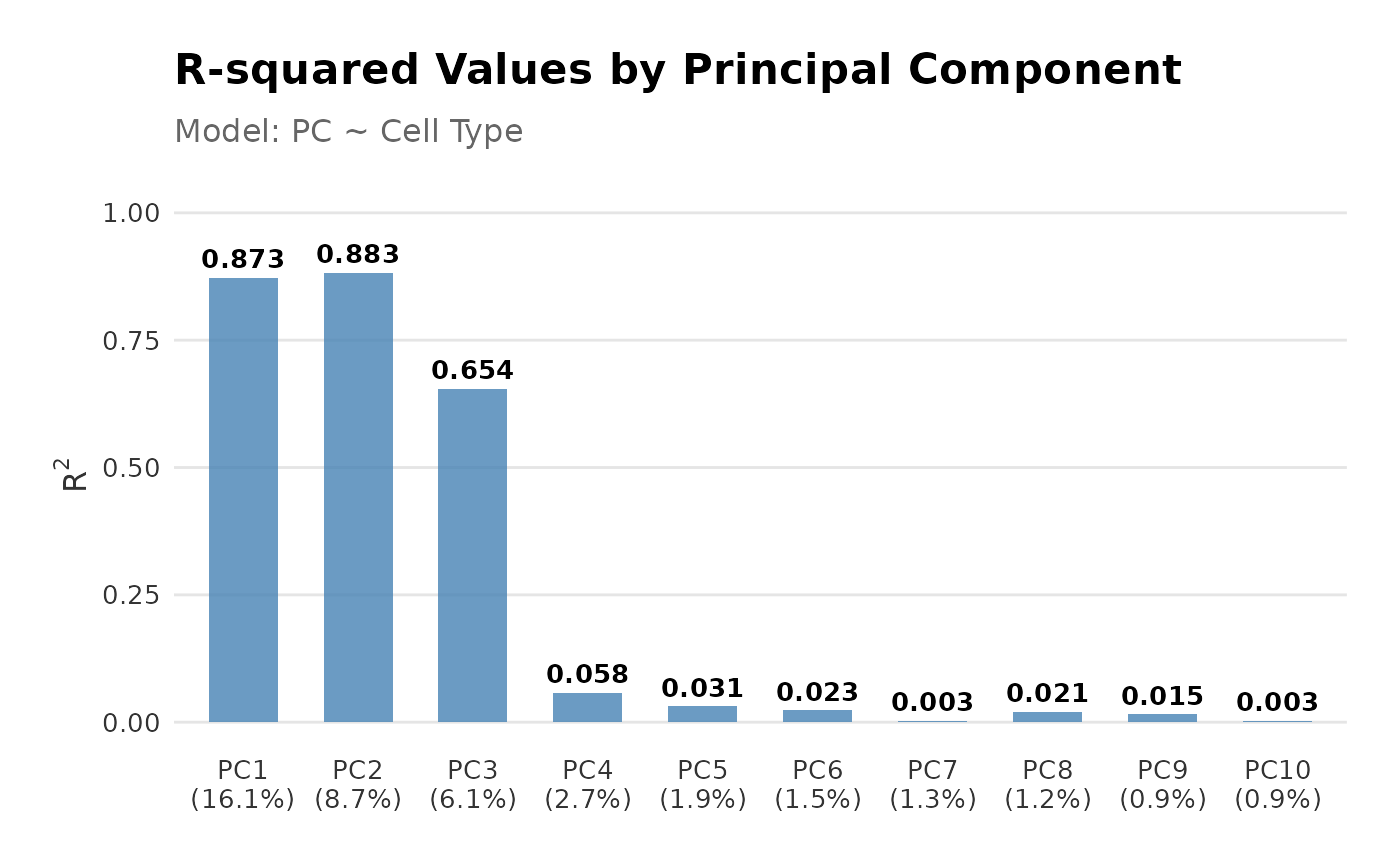 R-squared Values by Principal Component
Model: PC ~ Cell Type
R²
1.00
0.75
0.50
0.25
0.00
0.873 0.883 0.654 0.058 0.031 0.023 0.003 0.021 0.015 0.003
PC1 PC2 PC3 PC4 PC5 PC6 PC7 PC8 PC9 PC10
(16.1%) (8.7%) (6.1%) (2.7%) (1.9%) (1.5%) (1.3%) (1.2%) (0.9%) (0.9%)